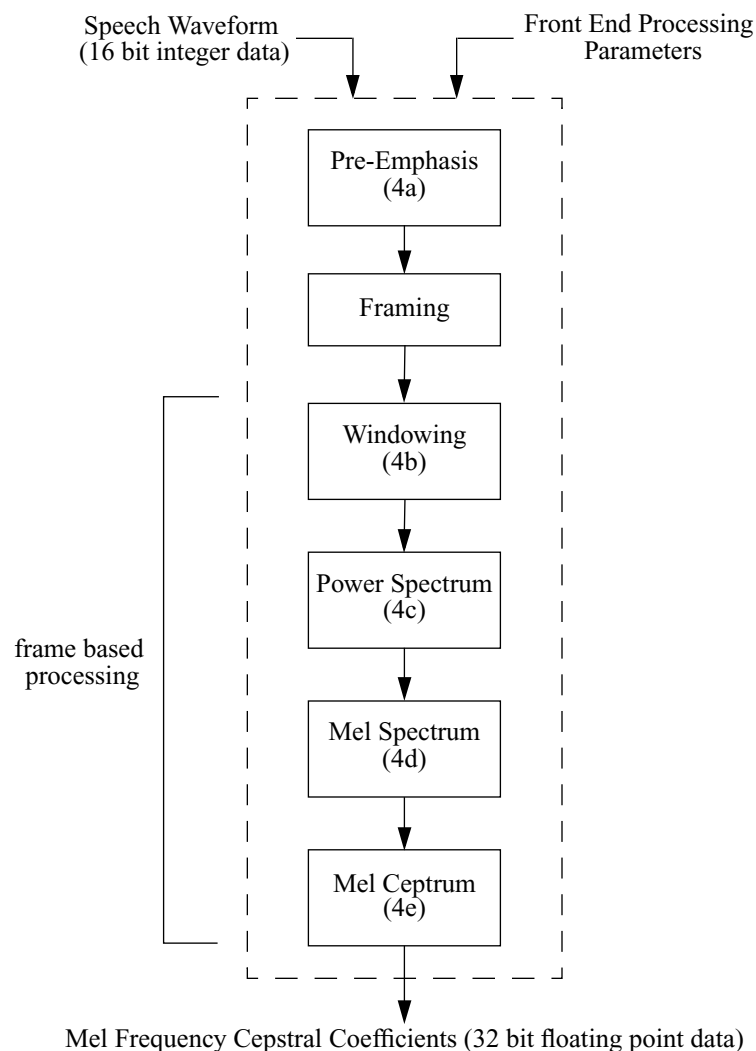 Speech Waveform
(16 bit integer data)
Front End Processing
Parameters
Pre-Emphasis
(4a)
Framing
Windowing
(4b)
Power Spectrum
(4c)
frame based
processing
Mel Spectrum
(4d)
Mel Ceptrum
(4e)
Mel Frequency Cepstral Coefficients (32 bit floating point data)